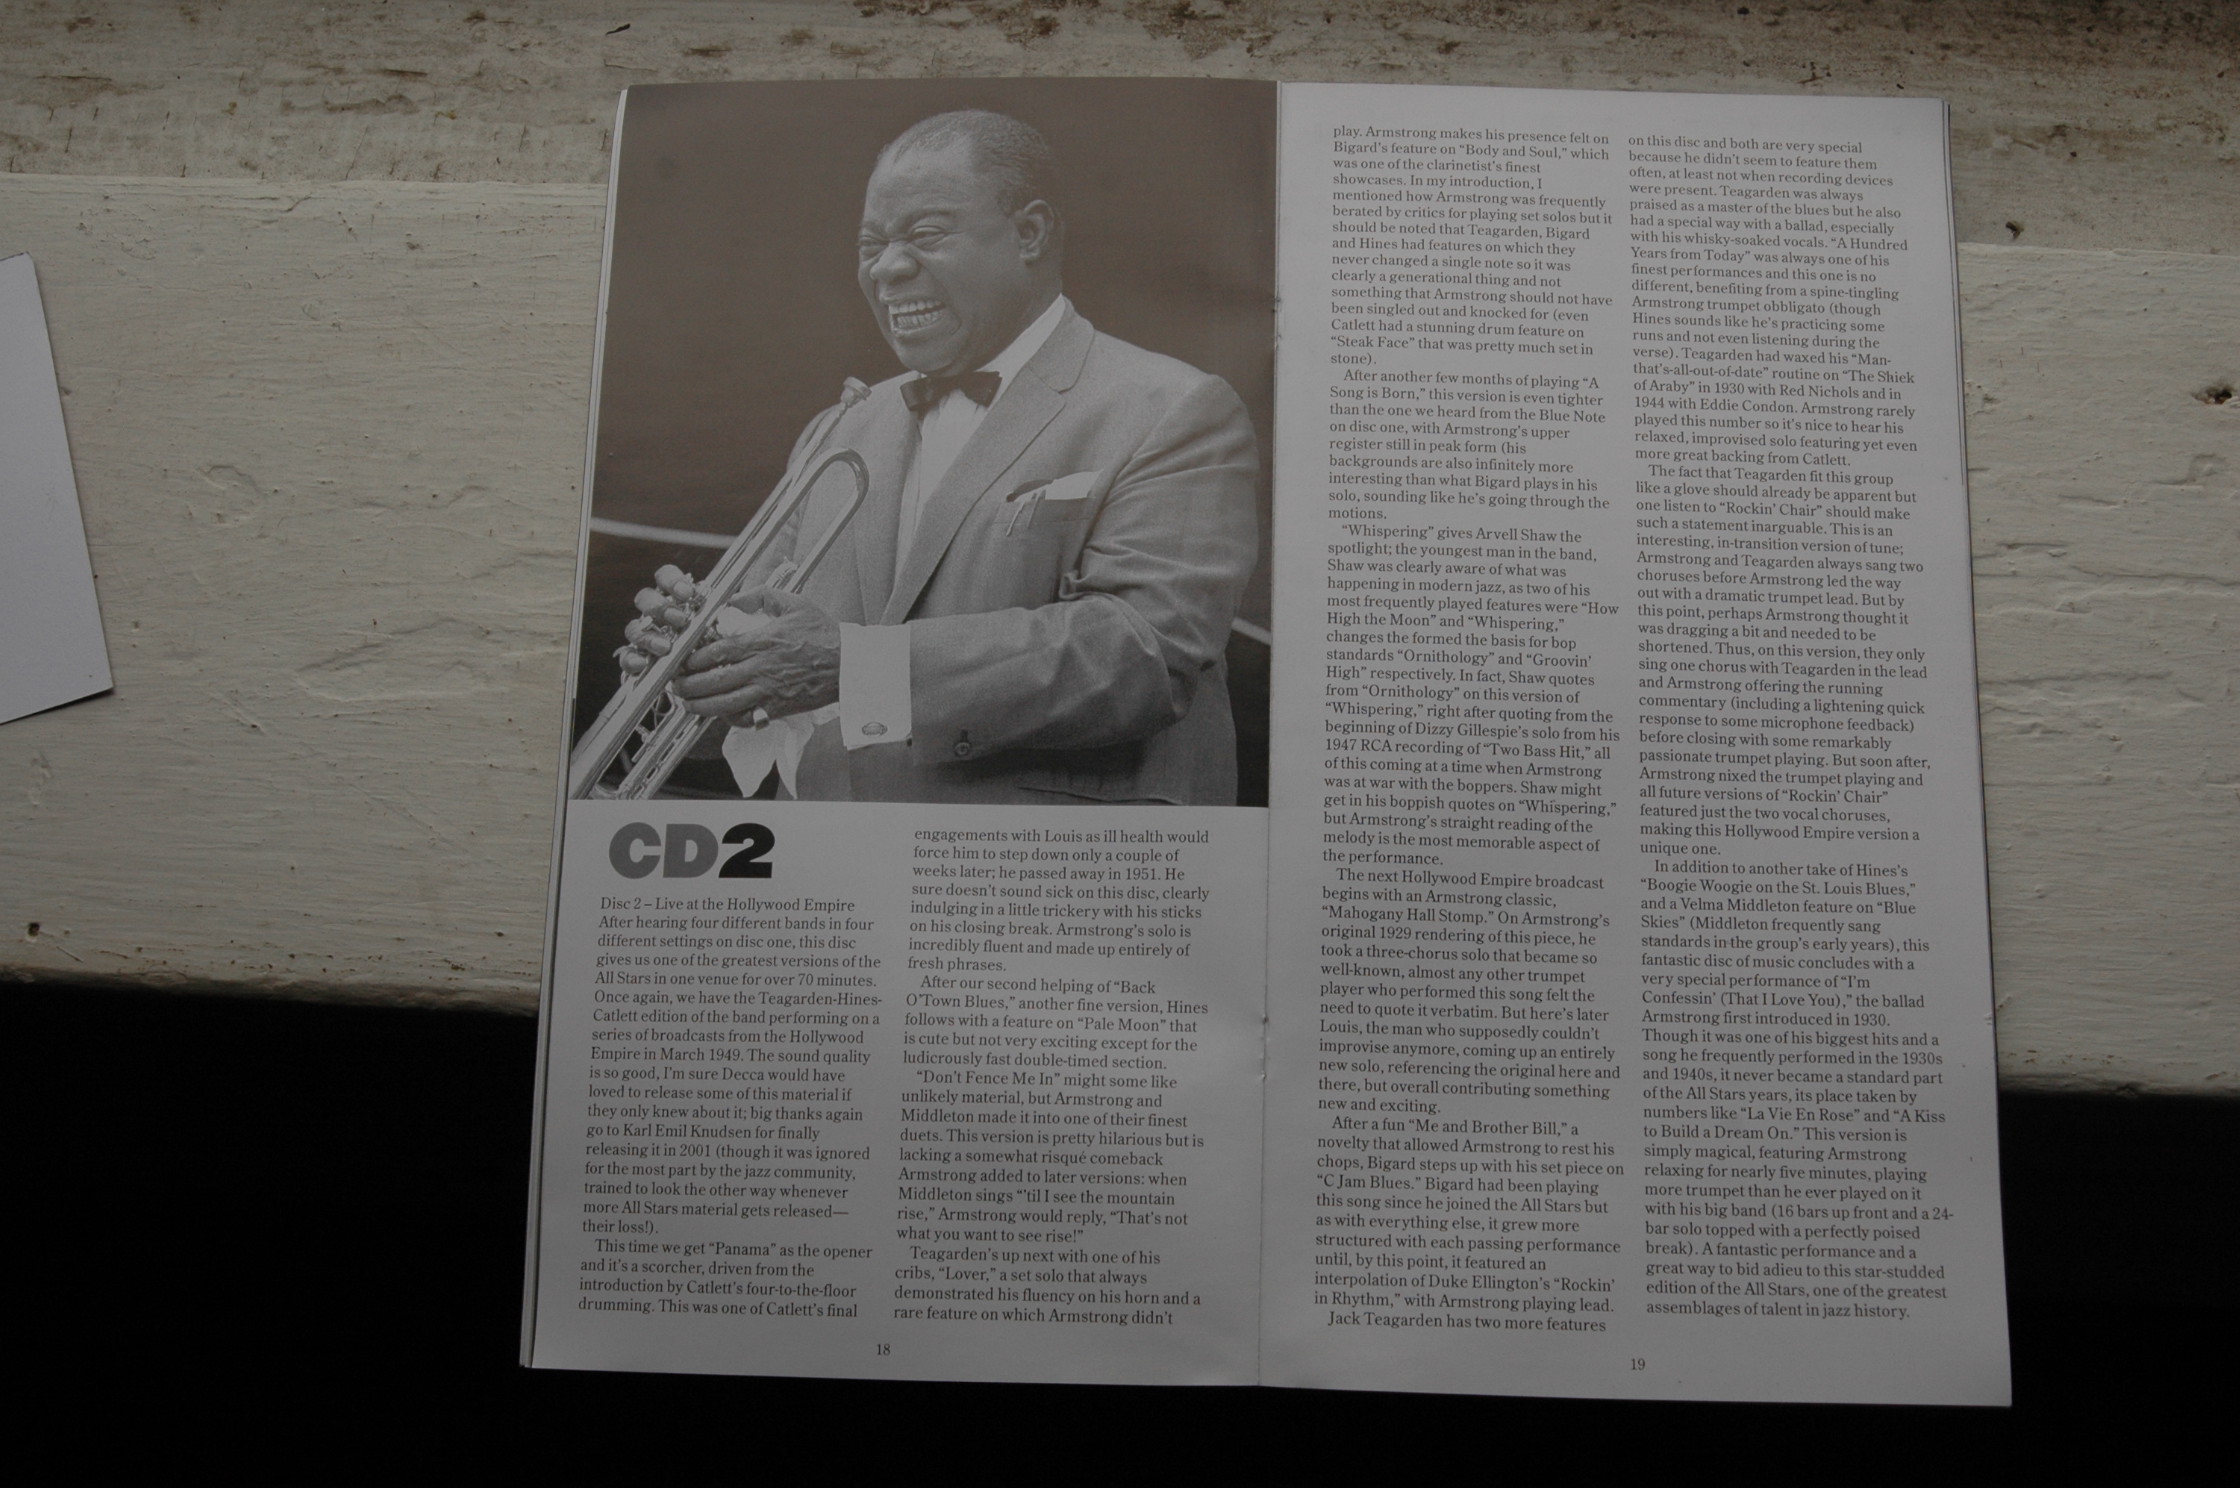 CD2
Disc 2 – Live at the Hollywood Empire
After hearing four different bands in four
different settings on disc one, this disc
gives us one of the greatest versions of the
All Stars in one venue for over 70 minutes.
Once again, we have the Teagarden-Hines-
Catlett edition of the band performing on a
series of broadcasts from the Hollywood
Empire in March 1949. The sound quality
is so good, I'm sure Decca would have
loved to release some of this material if
they only knew about it; big thanks again
go to Karl Emil Knudsen for finally
releasing it in 2001 (though it was ignored
for the most part by the jazz community,
trained to look the other way whenever
more All Stars material gets released—
their loss!).
This time we get “Panama” as the opener
and it's a scorcher, driven from the
introduction by Catlett's four-to-the-floor
drumming. This was one of Catlett's final
engagements with Louis as ill health would
force him to step down only a couple of
weeks later; he passed away in 1951. He
sure doesn't sound sick on this disc, clearly
indulging in a little trickery with his sticks
on his closing break. Armstrong's solo is
incredibly fluent and made up entirely of
fresh phrases.
After our second helping of “Back
O'Town Blues,” another fine version, Hines
follows with a feature on “Pale Moon” that
is cute but not very exciting except for the
ludicrously fast double-timed section.
“Don't Fence Me In” might some like
unlikely material, but Armstrong and
Middleton made it into one of their finest
duets. This version is pretty hilarious but is
lacking a somewhat risqué comeback
Armstrong added to later versions: when
Middleton sings “'til I see the mountain
rise,” Armstrong would reply, “That's not
what you want to see rise!”
Teagarden's up next with one of his
cribs, “Lover,” a set solo that always
demonstrated his fluency on his horn and a
rare feature on which Armstrong didn't
18
play. Armstrong makes his presence felt on
Bigard's feature on “Body and Soul,” which
was one of the clarinetist's finest
showcases. In my introduction, I
mentioned how Armstrong was frequently
berated by critics for playing set solos but it
should be noted that Teagarden, Bigard
and Hines had features on which they
never changed a single note so it was
clearly a generational thing and not
something that Armstrong should not have
been singled out and knocked for (even
Catlett had a stunning drum feature on
“Steak Face” that was pretty much set in
stone).
After another few months of playing “A
Song is Born,” this version is even tighter
than the one we heard from the Blue Note
on disc one, with Armstrong's upper
register still in peak form (his
backgrounds are also infinitely more
interesting than what Bigard plays in his
solo, sounding like he's going through the
motions.
“Whispering” gives Arvell Shaw the
spotlight; the youngest man in the band,
Shaw was clearly aware of what was
happening in modern jazz, as two of his
most frequently played features were “How
High the Moon” and “Whispering,”
changes the formed the basis for bop
standards “Ornithology” and “Groovin'
High” respectively. In fact, Shaw quotes
from “Ornithology” on this version of
“Whispering,” right after quoting from the
beginning of Dizzy Gillespie's solo from his
1947 RCA recording of “Two Bass Hit,” all
of this coming at a time when Armstrong
was at war with the boppers. Shaw might
get in his boppish quotes on “Whispering,”
but Armstrong's straight reading of the
melody is the most memorable aspect of
the performance.
The next Hollywood Empire broadcast
begins with an Armstrong classic,
“Mahogany Hall Stomp.” On Armstrong's
original 1929 rendering of this piece, he
took a three-chorus solo that became so
well-known, almost any other trumpet
player who performed this song felt the
need to quote it verbatim. But here's later
Louis, the man who supposedly couldn't
improvise anymore, coming up an entirely
new solo, referencing the original here and
there, but overall contributing something
new and exciting.
After a fun “Me and Brother Bill,” a
novelty that allowed Armstrong to rest his
chops, Bigard steps up with his set piece on
“C Jam Blues.” Bigard had been playing
this song since he joined the All Stars but
as with everything else, it grew more
structured with each passing performance
until, by this point, it featured an
interpolation of Duke Ellington's “Rockin'
in Rhythm,” with Armstrong playing lead.
Jack Teagarden has two more features
on this disc and both are very special
because he didn't seem to feature them
often, at least not when recording devices
were present. Teagarden was always
praised as a master of the blues but he also
had a special way with a ballad, especially
with his whisky-soaked vocals. “A Hundred
Years from Today” was always one of his
finest performances and this one is no
different, benefiting from a spine-tingling
Armstrong trumpet obbligato (though
Hines sounds like he's practicing some
runs and not even listening during the
verse). Teagarden had waxed his “Man-
that's-all-out-of-date” routine on “The Shiek
of Araby” in 1930 with Red Nichols and in
1944 with Eddie Condon. Armstrong rarely
played this number so it's nice to hear his
relaxed, improvised solo featuring yet even
more great backing from Catlett.
The fact that Teagarden fit this group
like a glove should already be apparent but
one listen to “Rockin' Chair” should make
such a statement inarguable. This is an
interesting, in-transition version of tune;
Armstrong and Teagarden always sang two
choruses before Armstrong led the way
out with a dramatic trumpet lead. But by
this point, perhaps Armstrong thought it
was dragging a bit and needed to be
shortened. Thus, on this version, they only
sing one chorus with Teagarden in the lead
and Armstrong offering the running
commentary (including a lightening quick
response to some microphone feedback)
before closing with some remarkably
passionate trumpet playing. But soon after,
Armstrong nixed the trumpet playing and
all future versions of “Rockin' Chair”
featured just the two vocal choruses,
making this Hollywood Empire version a
unique one.
In addition to another take of Hines's
“Boogie Woogie on the St. Louis Blues,”
and a Velma Middleton feature on “Blue
Skies” (Middleton frequently sang
standards in the group's early years), this
fantastic disc of music concludes with a
very special performance of “I'm
Confessin' (That I Love You),” the ballad
Armstrong first introduced in 1930.
Though it was one of his biggest hits and a
song he frequently performed in the 1930s
and 1940s, it never became a standard part
of the All Stars years, its place taken by
numbers like “La Vie En Rose” and “A Kiss
to Build a Dream On.” This version is
simply magical, featuring Armstrong
relaxing for nearly five minutes, playing
more trumpet than he ever played on it
with his big band (16 bars up front and a 24-
bar solo topped with a perfectly poised
break). A fantastic performance and a
great way to bid adieu to this star-studded
edition of the All Stars, one of the greatest
assemblages of talent in jazz history.
19